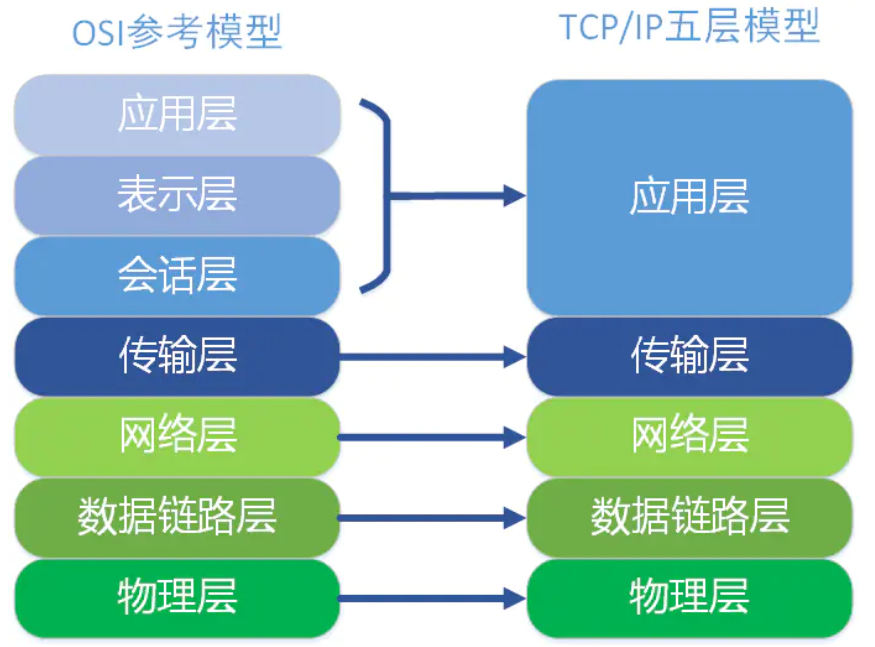 OSI参考模型
TCP/IP五层模型
应用层
表示层
会话层
传输层
网络层
数据链路层
物理层
应用层
传输层
网络层
数据链路层
物理层